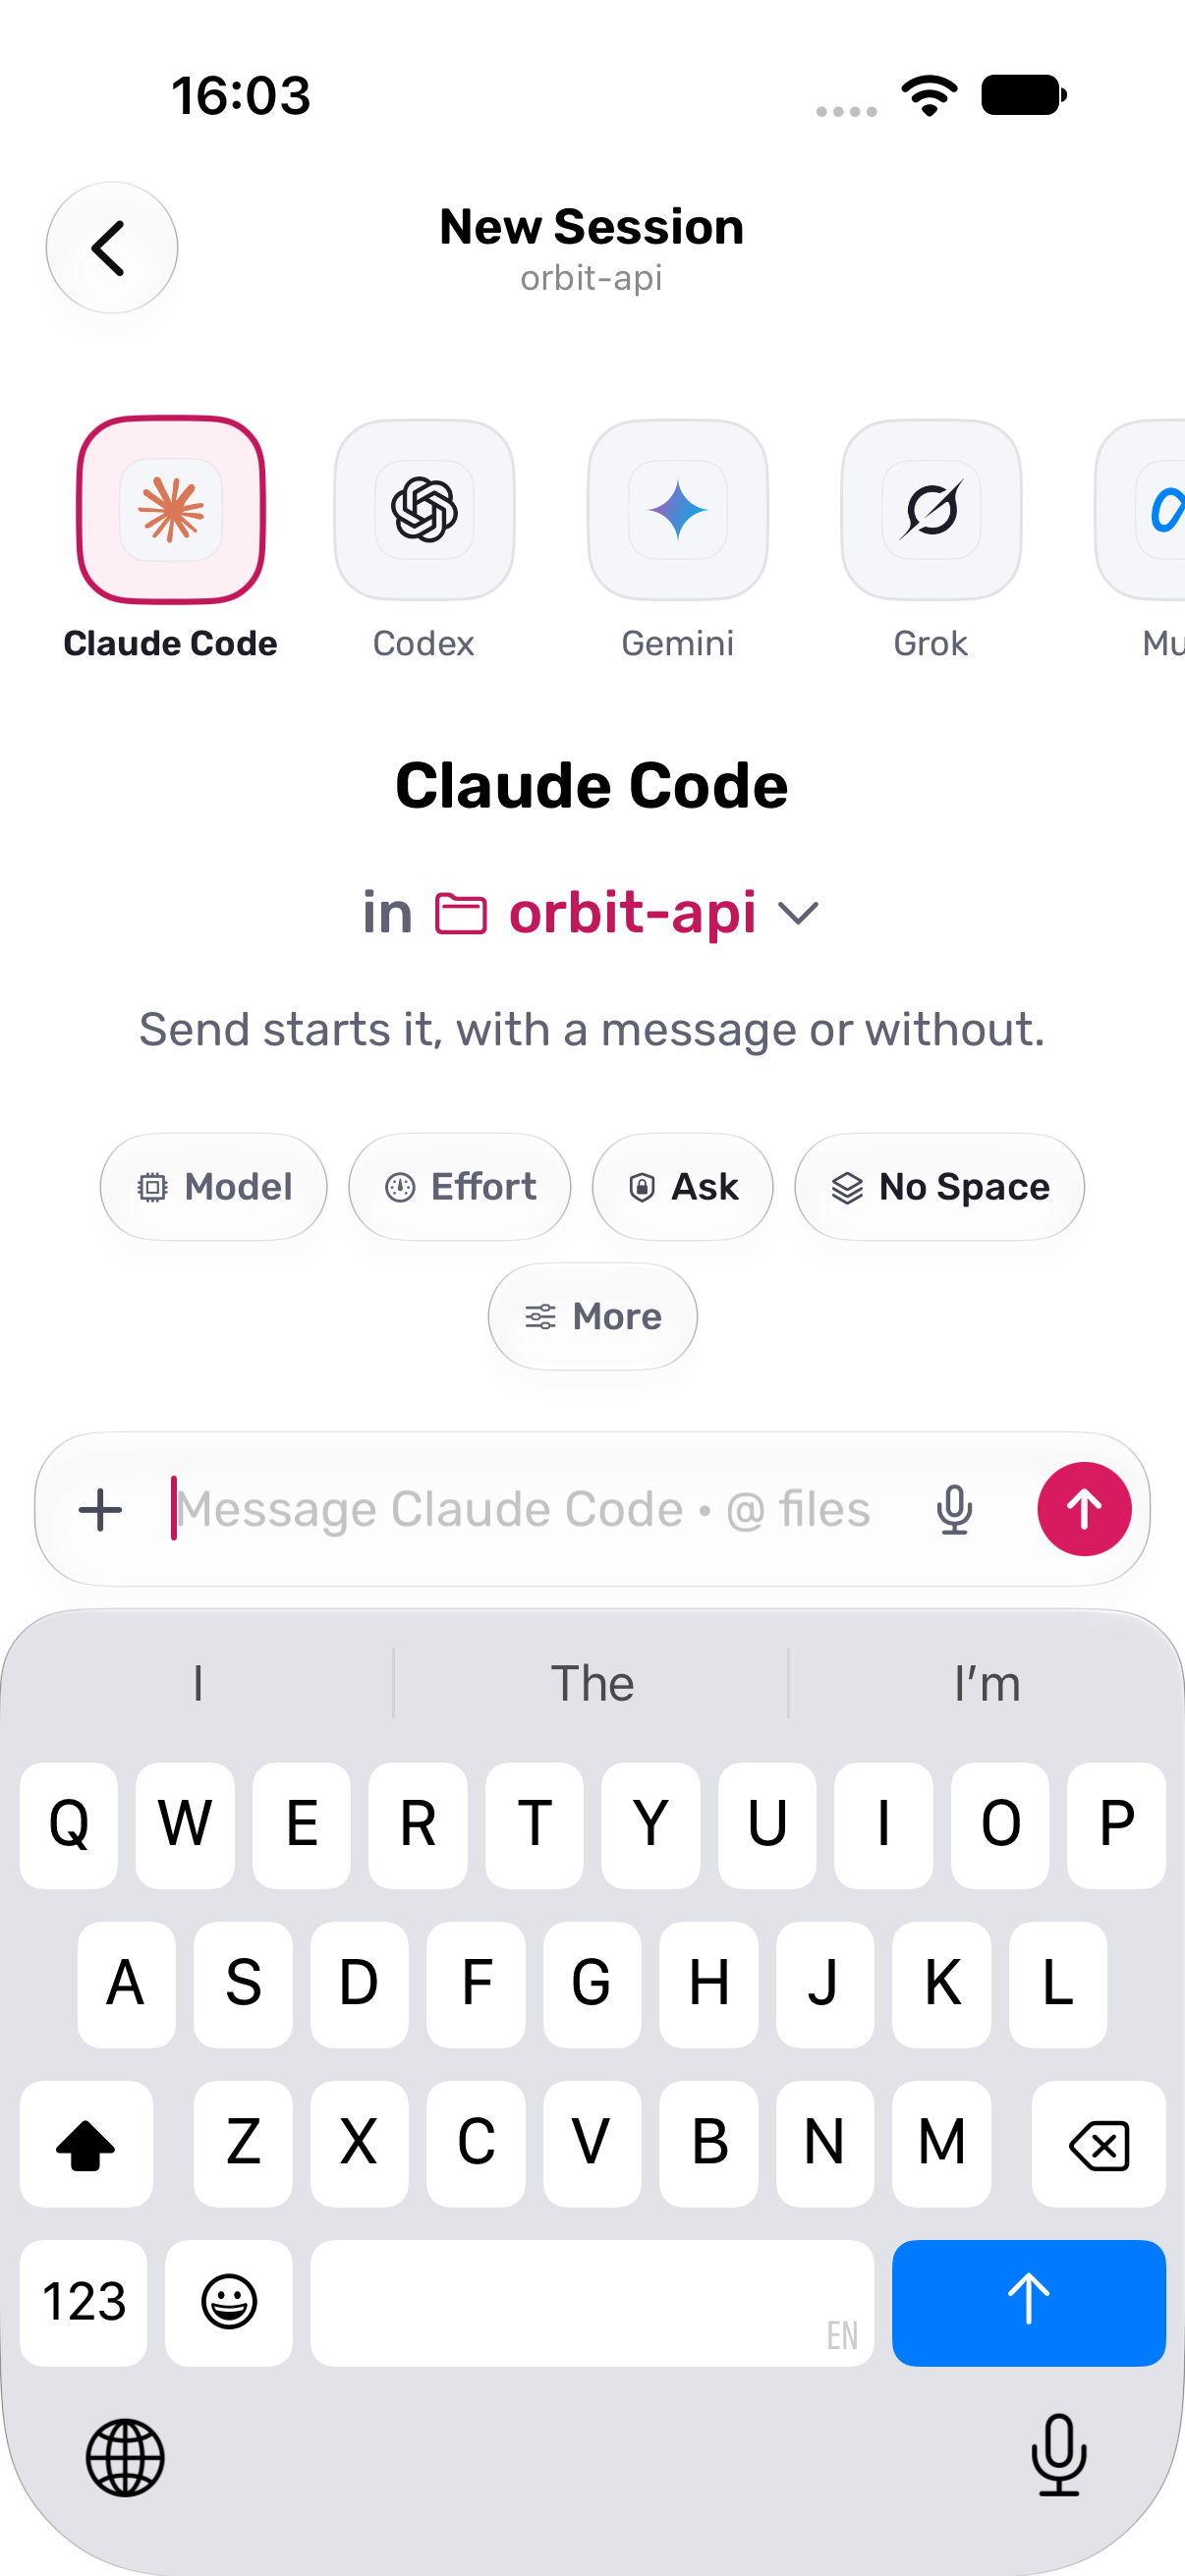 16:03
New Session
orbit-api
Claude Code
Codex
Gemini
Grok
Mu
Claude Code
in orbit-api
Send starts it, with a message or without.
Model
Effort
Ask
No Space
More
Message Claude Code • @ files
I
The
I’m
Q W E R T Y U I O P
A S D F G H J K L
Z X C V B N M
123
EN